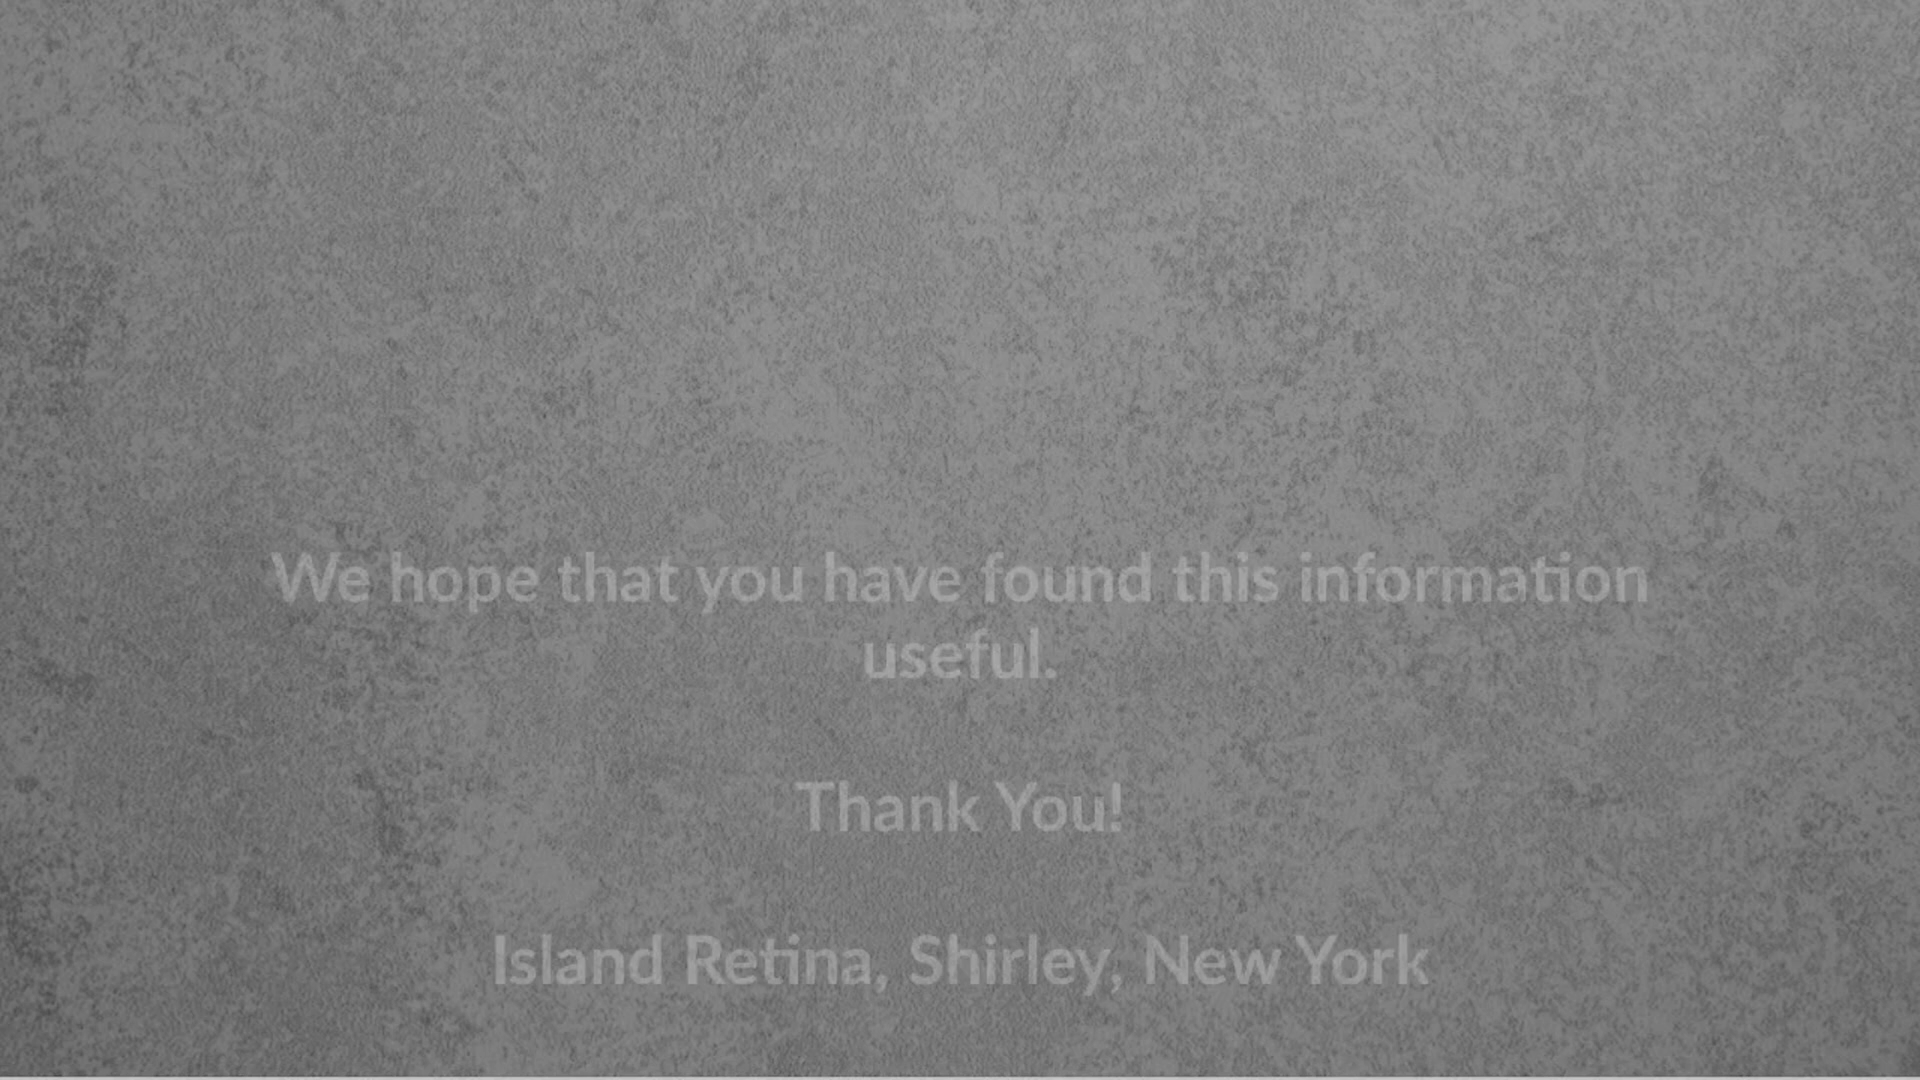 We hope that you have found this information
useful.
Thank You!
Island Retina, Shirley, New York